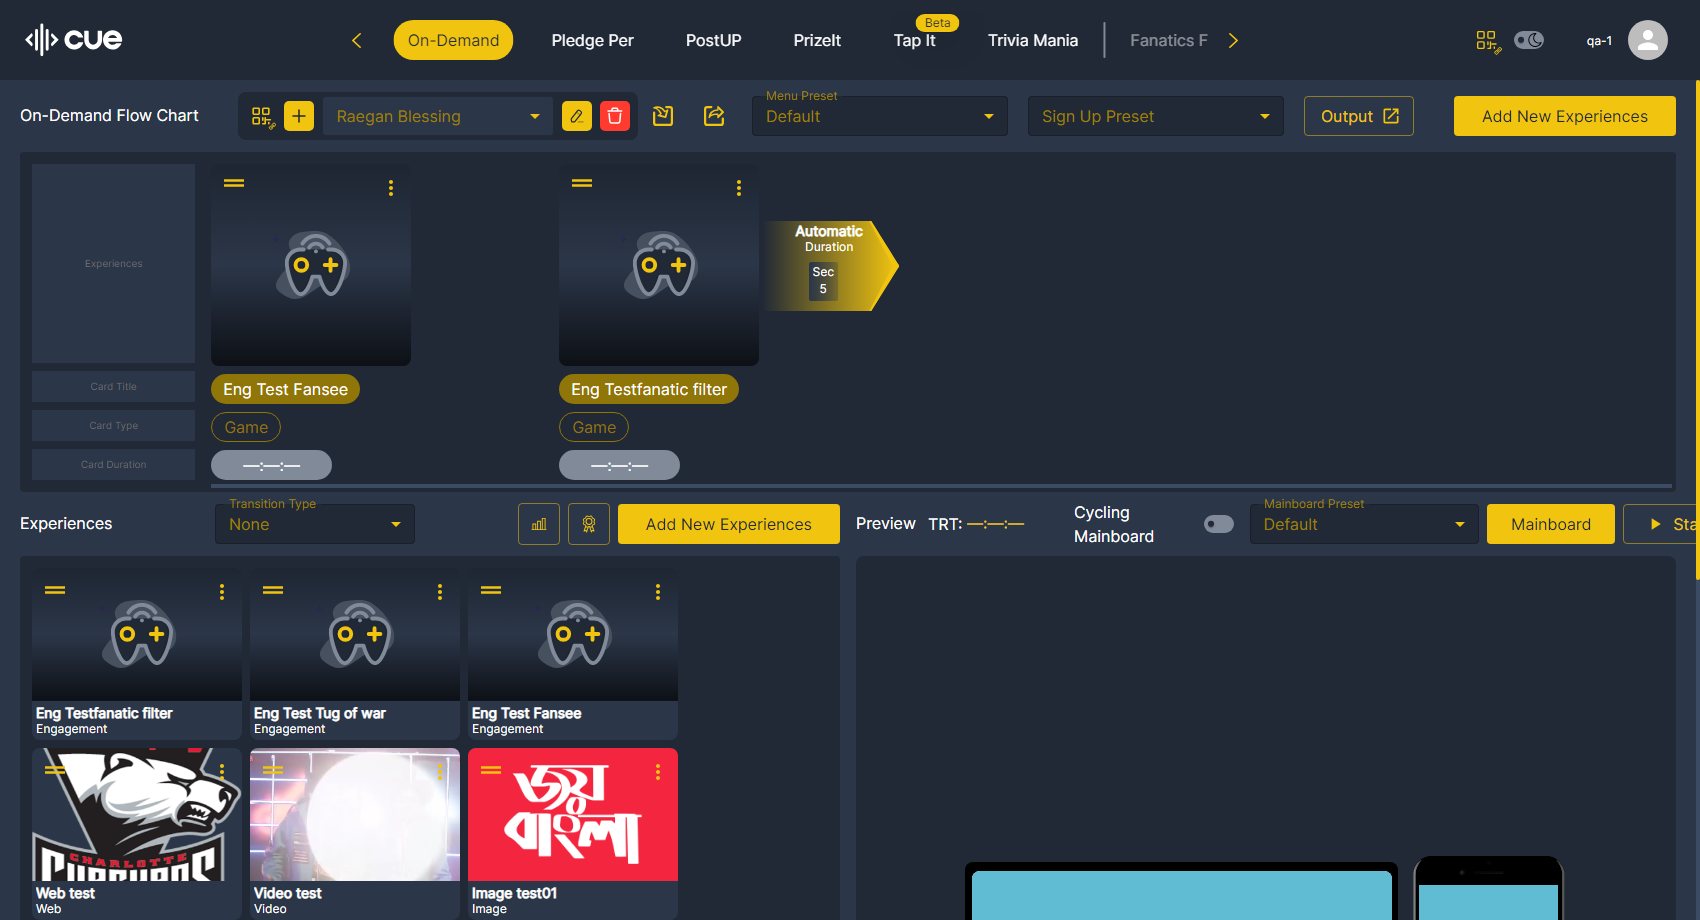 cue
On-Demand
Pledge Per
PostUP
PrizeIt
Beta
Tap It
Trivia Mania
Fanatics F
qa-1
On-Demand Flow Chart
Raegan Blessing
Menu Preset
Default
Sign Up Preset
Output
Add New Experiences
Experiences
Card Title
Card Type
Card Duration
Automatic
Duration
Sec
5
Eng Test Fansee
Eng Testfanatic filter
Game
Game
—:—:—
—:—:—
Experiences
Transition Type
None
Add New Experiences
Preview
TRT: —:—:—
Cycling
Mainboard
Mainboard Preset
Default
Mainboard
Sta
Eng Testfanatic filter
Engagement
Eng Test Tug of war
Engagement
Eng Test Fansee
Engagement
CHARLOTTE
জয়
বাংলা
Web test
Web
Video test
Video
Image test01
Image